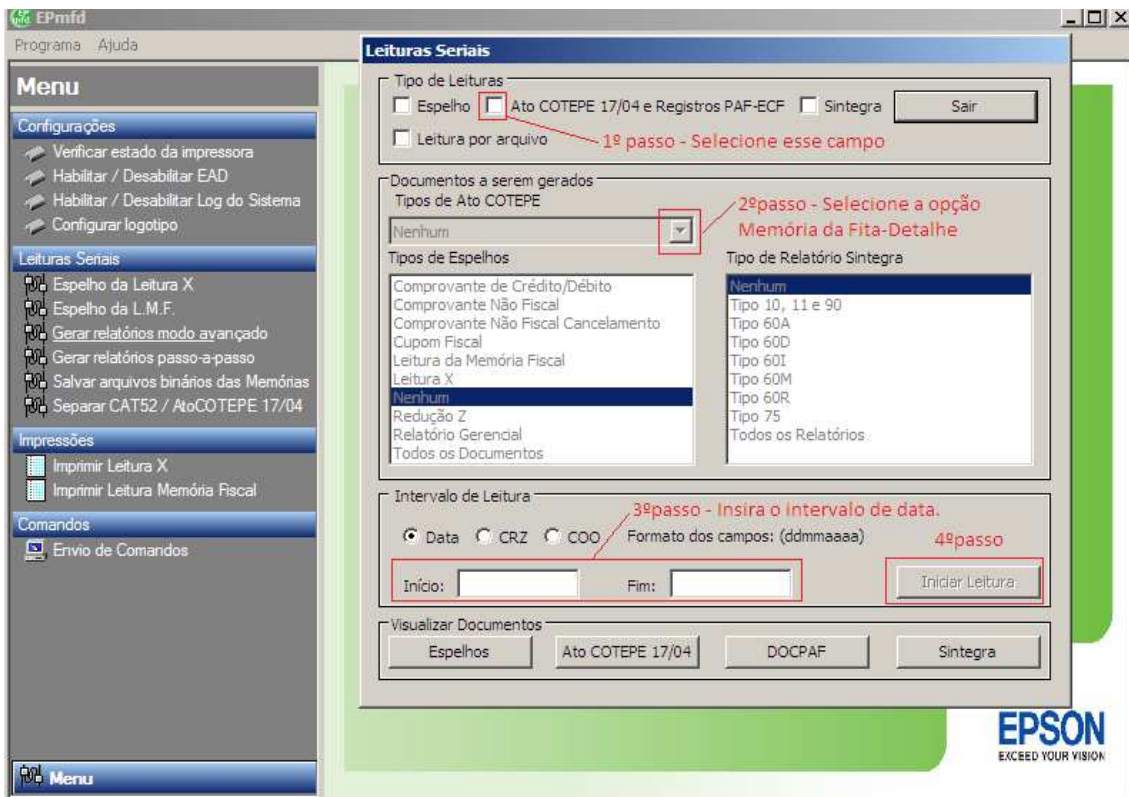 EPmfd
Programa Ajuda
Menu
Configurações
Verificar estado da impressora
Habilitar / Desabilitar EAD
Habilitar / Desabilitar Log do Sistema
Configurar logotipo
Leituras Seriais
Espelho da Leitura X
Espelho da L.M.F.
Gerar relatórios modo avançado
Gerar relatórios passo-a-passo
Salvar arquivos binários das Memórias
Separar CAT52 / AtoCOTEPE 17/04
Impressões
Imprimir Leitura X
Imprimir Leitura Memória Fiscal
Comandos
Envio de Comandos
Menu
Leituras Seriais
Tipo de Leituras
Espelho Ato COTEPE 17/04 e Registros PAF-ECF Sintegra Sair
Leitura por arquivo
1º passo - Selecione esse campo
Documentos a serem gerados
Tipos de Ato COTEPE
Nenhum
2ºpasso - Selecione a opção
Memória da Fita-Detalhe
Tipos de Espelhos
Comprovante de Crédito/Débito
Comprovante Não Fiscal
Comprovante Não Fiscal Cancelamento
Cupom Fiscal
Leitura da Memória Fiscal
Leitura X
Nenhum
Redução Z
Relatório Gerencial
Todos os Documentos
Tipo de Relatório Sintegra
Nenhum
Tipo 10, 11 e 90
Tipo 60A
Tipo 60D
Tipo 60I
Tipo 60M
Tipo 60R
Tipo 75
Todos os Relatórios
Intervalo de Leitura
3ºpasso - Insira o intervalo de data.
Data CRZ COO Formato dos campos: (ddmmaaaa)
4ºpasso
Início: Fim: Iniciar Leitura
Visualizar Documentos
Espelhos Ato COTEPE 17/04 DOCPAF Sintegra
EPSON
EXCEED YOUR VISION